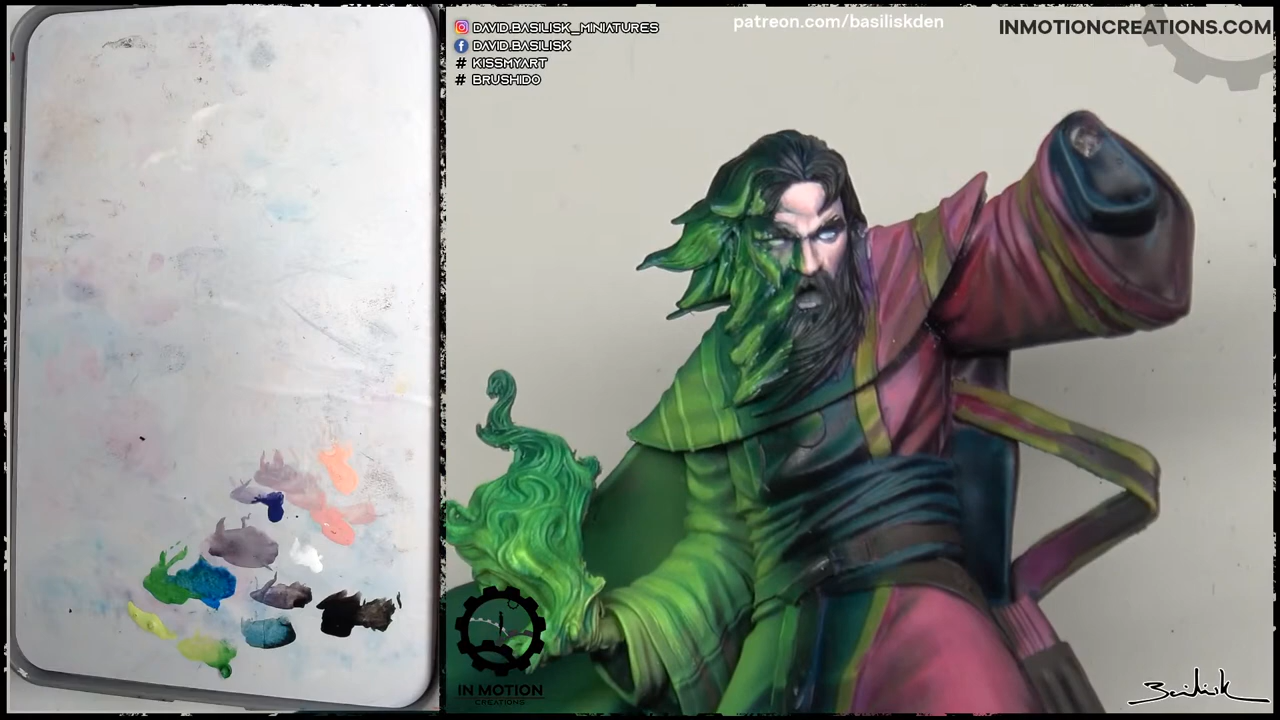 DAVID.BASILISK_MINIATURES
DAVID.BASILISK
# KISSMYART
# BRUSHIDO
patreon.com/basiliskden
INMOTIONCREATIONS.COM
IN MOTION
CREATIONS
Basilisk